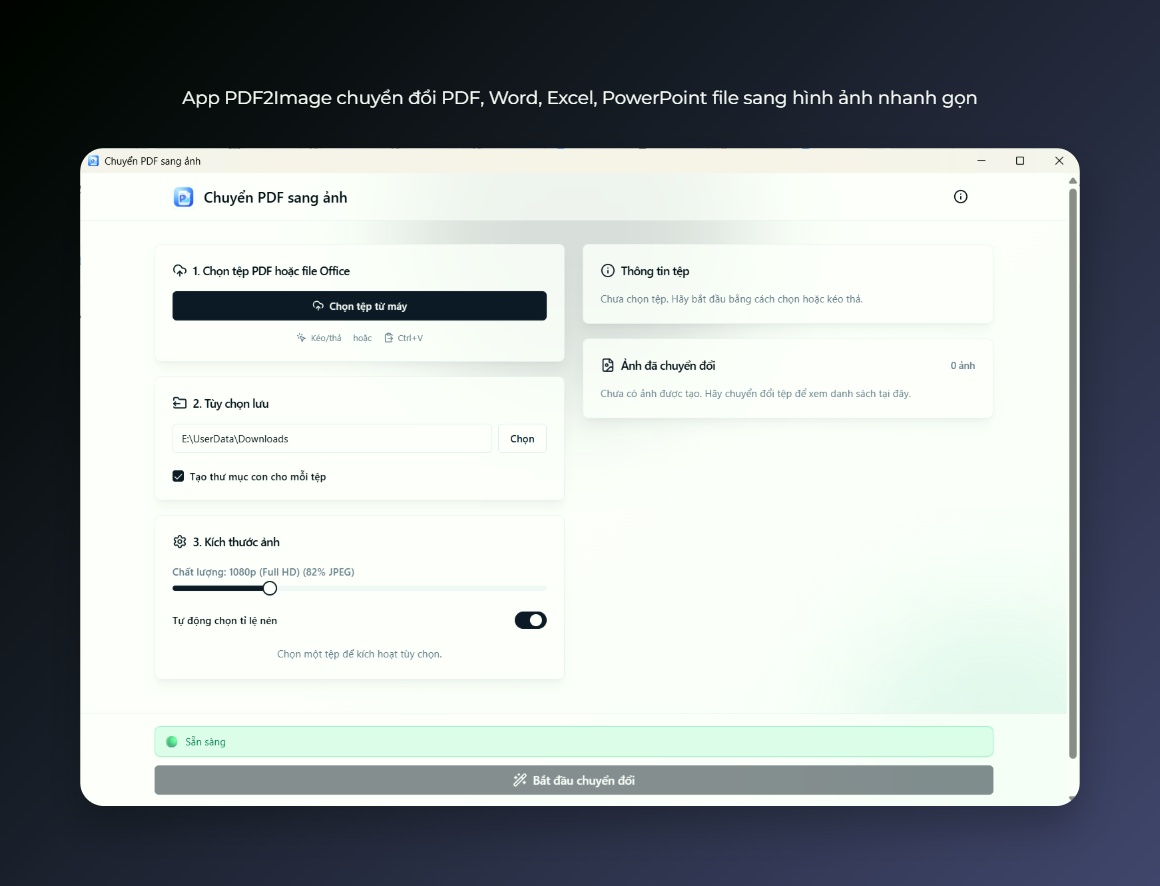 App PDF2Image chuyển đổi PDF, Word, Excel, PowerPoint file sang hình ảnh nhanh gọn
Chuyển PDF sang ảnh
Chuyển PDF sang ảnh
1. Chọn tệp PDF hoặc file Office
Chọn tệp từ máy
Kéo/thả hoặc Ctrl+V
2. Tùy chọn lưu
E:\UserData\Downloads
Chọn
Tạo thư mục con cho mỗi tệp
3. Kích thước ảnh
Chất lượng: 1080p (Full HD) (82% JPEG)
Tự động chọn tỉ lệ nén
Chọn một tệp để kích hoạt tùy chọn.
Thông tin tệp
Chưa chọn tệp. Hãy bắt đầu bằng cách chọn hoặc kéo thả.
Ảnh đã chuyển đổi
0 ảnh
Chưa có ảnh được tạo. Hãy chuyển đổi tệp để xem danh sách tại đây.
Sẵn sàng
Bắt đầu chuyển đổi